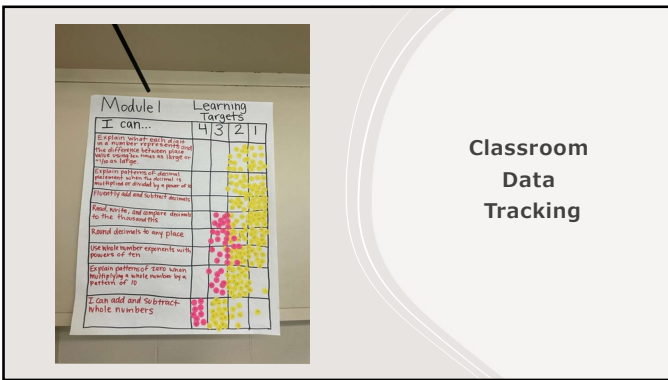 Module 1 Learning
Targets
I can... 4 3 2 1
Explain what each digit
in a number represents and
the difference between place
value using ten times as large or
1/10 as large.
Explain patterns of decimal
placement when the decimal is
multiplied or divided by a power of 10
Fluently add and subtract decimals
Read, write, and compare decimals
to the thousandths
Round decimals to any place
Use whole number exponents with
powers of ten
Explain patterns of zero when
multiplying a whole number by a
pattern of 10
I can add and subtract
whole numbers
Classroom
Data
Tracking